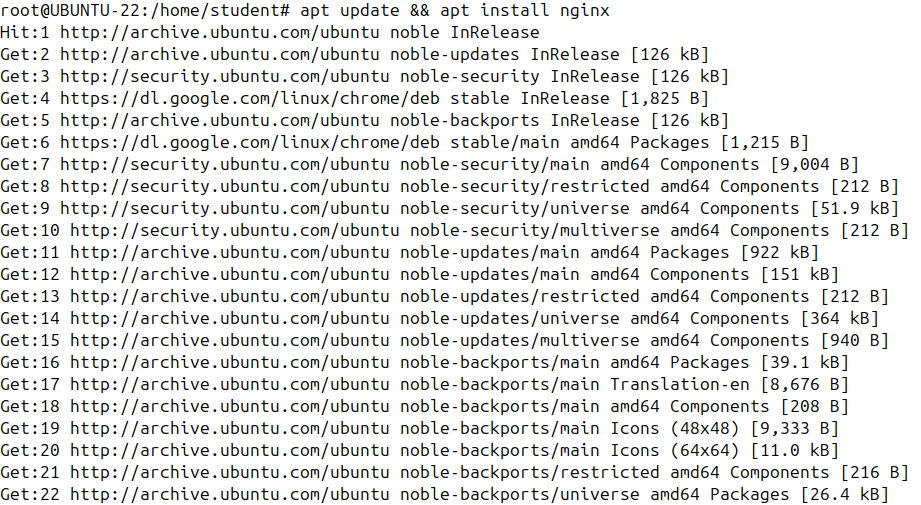 root@UBUNTU-22:/home/student# apt update && apt install nginx
Hit:1 http://archive.ubuntu.com/ubuntu noble InRelease
Get:2 http://archive.ubuntu.com/ubuntu noble-updates InRelease [126 kB]
Get:3 http://security.ubuntu.com/ubuntu noble-security InRelease [126 kB]
Get:4 https://dl.google.com/linux/chrome/deb stable InRelease [1,825 B]
Get:5 http://archive.ubuntu.com/ubuntu noble-backports InRelease [126 kB]
Get:6 https://dl.google.com/linux/chrome/deb stable/main amd64 Packages [1,215 B]
Get:7 http://security.ubuntu.com/ubuntu noble-security/main amd64 Components [9,004 B]
Get:8 http://security.ubuntu.com/ubuntu noble-security/restricted amd64 Components [212 B]
Get:9 http://security.ubuntu.com/ubuntu noble-security/universe amd64 Components [51.9 kB]
Get:10 http://security.ubuntu.com/ubuntu noble-security/multiverse amd64 Components [212 B]
Get:11 http://archive.ubuntu.com/ubuntu noble-updates/main amd64 Packages [922 kB]
Get:12 http://archive.ubuntu.com/ubuntu noble-updates/main amd64 Components [151 kB]
Get:13 http://archive.ubuntu.com/ubuntu noble-updates/restricted amd64 Components [212 B]
Get:14 http://archive.ubuntu.com/ubuntu noble-updates/universe amd64 Components [364 kB]
Get:15 http://archive.ubuntu.com/ubuntu noble-updates/multiverse amd64 Components [940 B]
Get:16 http://archive.ubuntu.com/ubuntu noble-backports/main amd64 Packages [39.1 kB]
Get:17 http://archive.ubuntu.com/ubuntu noble-backports/main Translation-en [8,676 B]
Get:18 http://archive.ubuntu.com/ubuntu noble-backports/main amd64 Components [208 B]
Get:19 http://archive.ubuntu.com/ubuntu noble-backports/main Icons (48x48) [9,333 B]
Get:20 http://archive.ubuntu.com/ubuntu noble-backports/main Icons (64x64) [11.0 kB]
Get:21 http://archive.ubuntu.com/ubuntu noble-backports/restricted amd64 Components [216 B]
Get:22 http://archive.ubuntu.com/ubuntu noble-backports/universe amd64 Packages [26.4 kB]